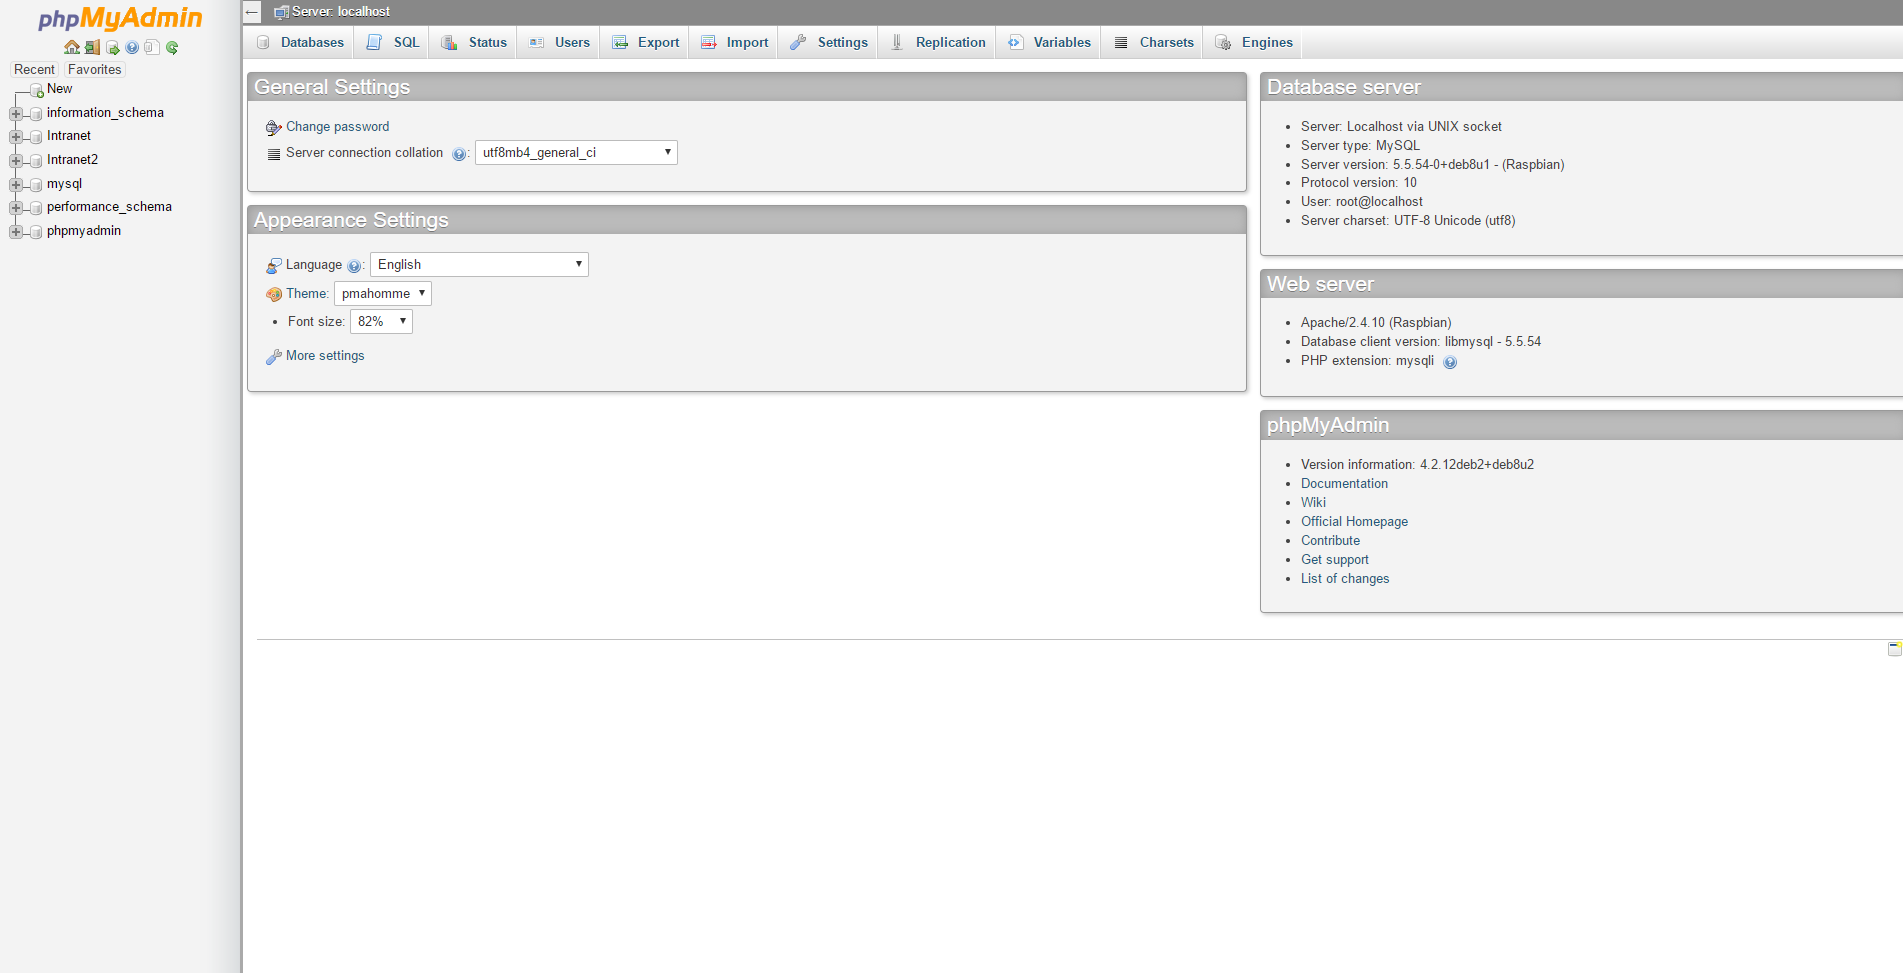 phpMyAdmin
Recent Favorites
New
information_schema
Intranet
Intranet2
mysql
performance_schema
phpmyadmin
Server: localhost
Databases SQL Status Users Export Import Settings Replication Variables Charsets Engines
General Settings
Change password
Server connection collation : utf8mb4_general_ci
Appearance Settings
Language : English
Theme: pmahomme
Font size: 82%
More settings
Database server
Server: Localhost via UNIX socket
Server type: MySQL
Server version: 5.5.54-0+deb8u1 - (Raspbian)
Protocol version: 10
User: root@localhost
Server charset: UTF-8 Unicode (utf8)
Web server
Apache/2.4.10 (Raspbian)
Database client version: libmysql - 5.5.54
PHP extension: mysqli
phpMyAdmin
Version information: 4.2.12deb2+deb8u2
Documentation
Wiki
Official Homepage
Contribute
Get support
List of changes